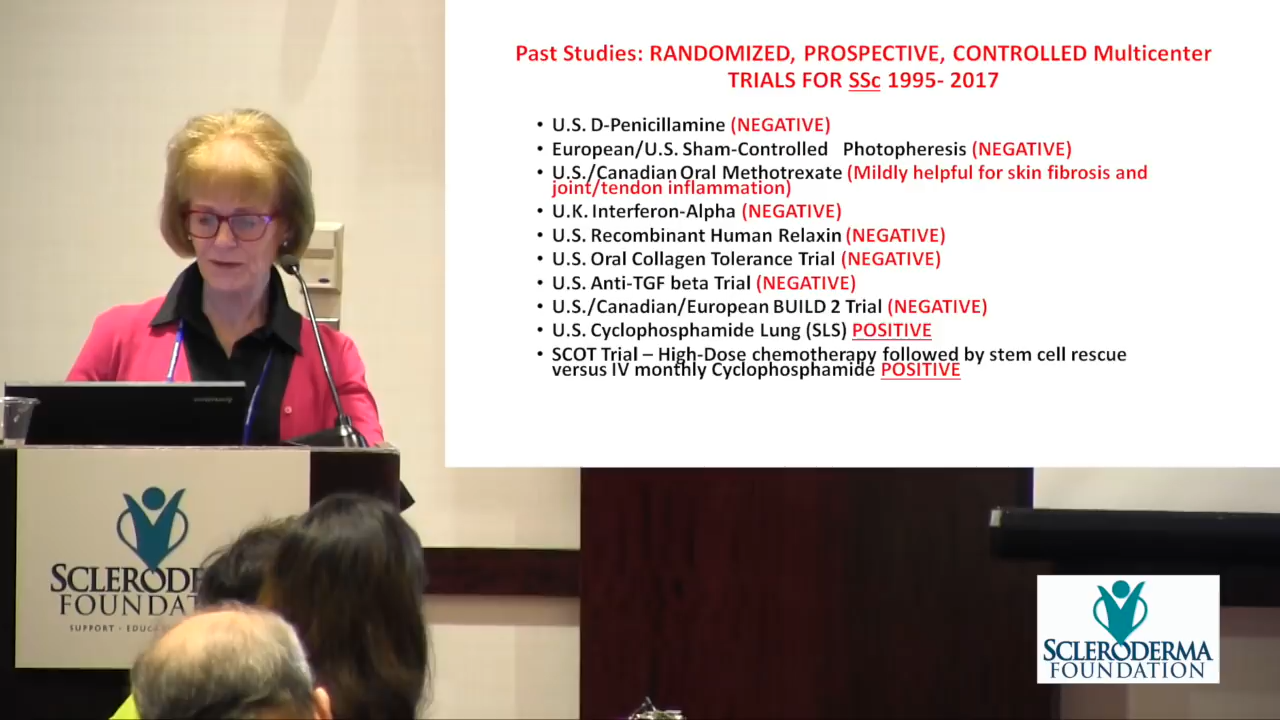 Past Studies: RANDOMIZED, PROSPECTIVE, CONTROLLED Multicenter
TRIALS FOR SSc 1995- 2017
• U.S. D-Penicillamine (NEGATIVE)
• European/U.S. Sham-Controlled Photopheresis (NEGATIVE)
• U.S./Canadian Oral Methotrexate (Mildly helpful for skin fibrosis and
joint/tendon inflammation)
• U.K. Interferon-Alpha (NEGATIVE)
• U.S. Recombinant Human Relaxin (NEGATIVE)
• U.S. Oral Collagen Tolerance Trial (NEGATIVE)
• U.S. Anti-TGF beta Trial (NEGATIVE)
• U.S./Canadian/European BUILD 2 Trial (NEGATIVE)
• U.S. Cyclophosphamide Lung (SLS) POSITIVE
• SCOT Trial – High-Dose chemotherapy followed by stem cell rescue
versus IV monthly Cyclophosphamide POSITIVE
SCLEROD
FOUNDAT
SUPPORT · EDUC
SCLERODERMA
FOUNDATION